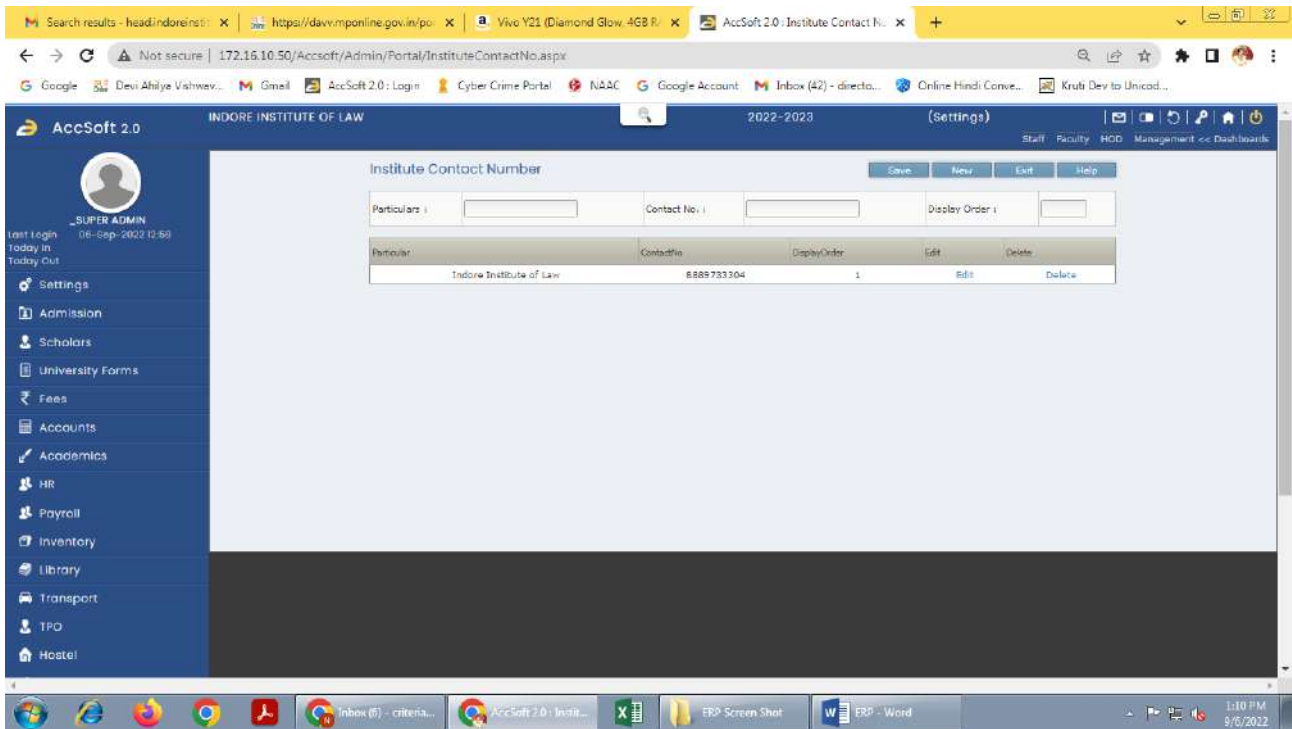 Search results - head.indoreinsti
https://davv.mponline.gov.in/po
Vivo Y21 (Diamond Glow, 4GB R
AccSoft 2.0 : Institute Contact N
Not secure | 172.16.10.50/Accsoft/Admin/Portal/InstituteContactNo.aspx
Google
Devi Ahilya Vishwav...
Gmail
AccSoft 2.0 : Login
Cyber Crime Portal
NAAC
Google Account
Inbox (42) - directo...
Online Hindi Conve...
Kruti Dev to Unicod...
AccSoft 2.0
INDORE INSTITUTE OF LAW
2022-2023
(Settings)
Staff Faculty HOD Management << Dashboards
_SUPER ADMIN
Last Login 06-Sep-2022 12:58
Today In
Today Out
Settings
Admission
Scholars
University Forms
Fees
Accounts
Academics
HR
Payroll
Inventory
Library
Transport
TPO
Hostel
Institute Contact Number
Save New Exit Help
Particulars :
Contact No. :
Display Order :
Particular ContactNo DisplayOrder Edit Delete
Indore Institute of Law 8889733304 1 Edit Delete
Inbox (6) - criteria...
AccSoft 2.0 : Instit...
ERP Screen Shot
ERP - Word
1:10 PM
9/6/2022